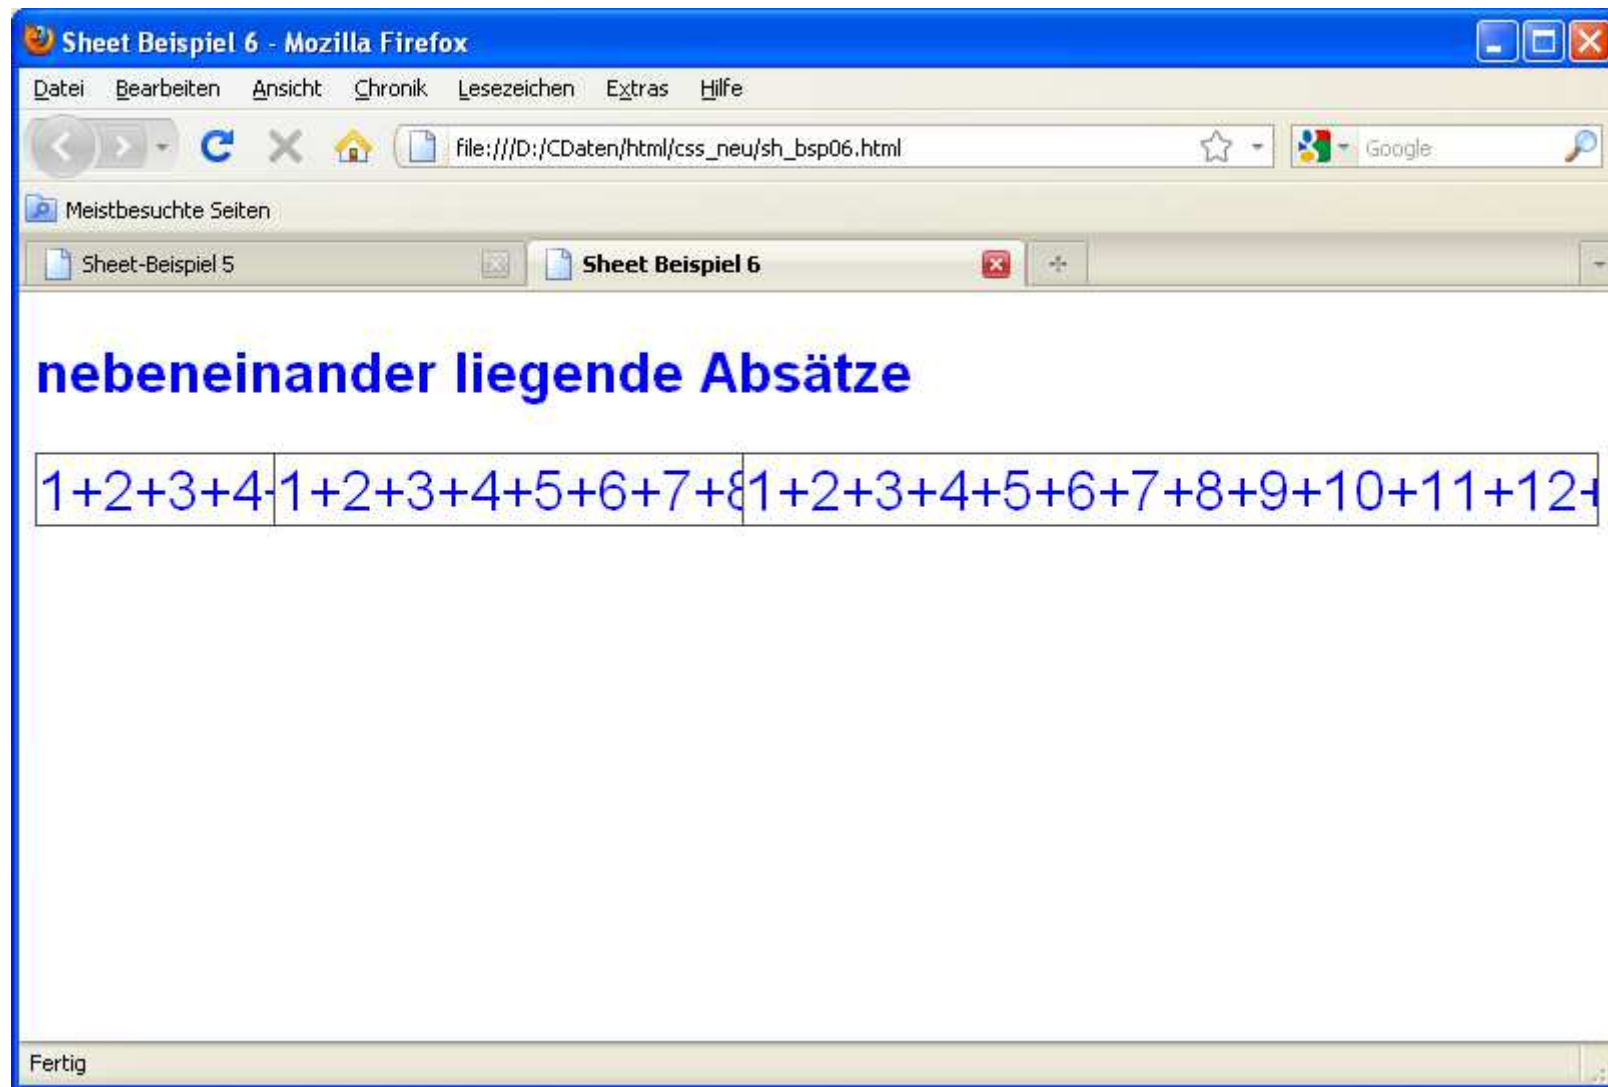 Sheet Beispiel 6 - Mozilla Firefox
Datei Bearbeiten Ansicht Chronik Lesezeichen Extras Hilfe
file:///D:/CDaten/html/css_neu/sh_bsp06.html Google
Meistbesuchte Seiten
Sheet-Beispiel 5 Sheet Beispiel 6
nebeneinander liegende Absätze
1+2+3+4+ 1+2+3+4+5+6+7+8 1+2+3+4+5+6+7+8+9+10+11+12+
Fertig